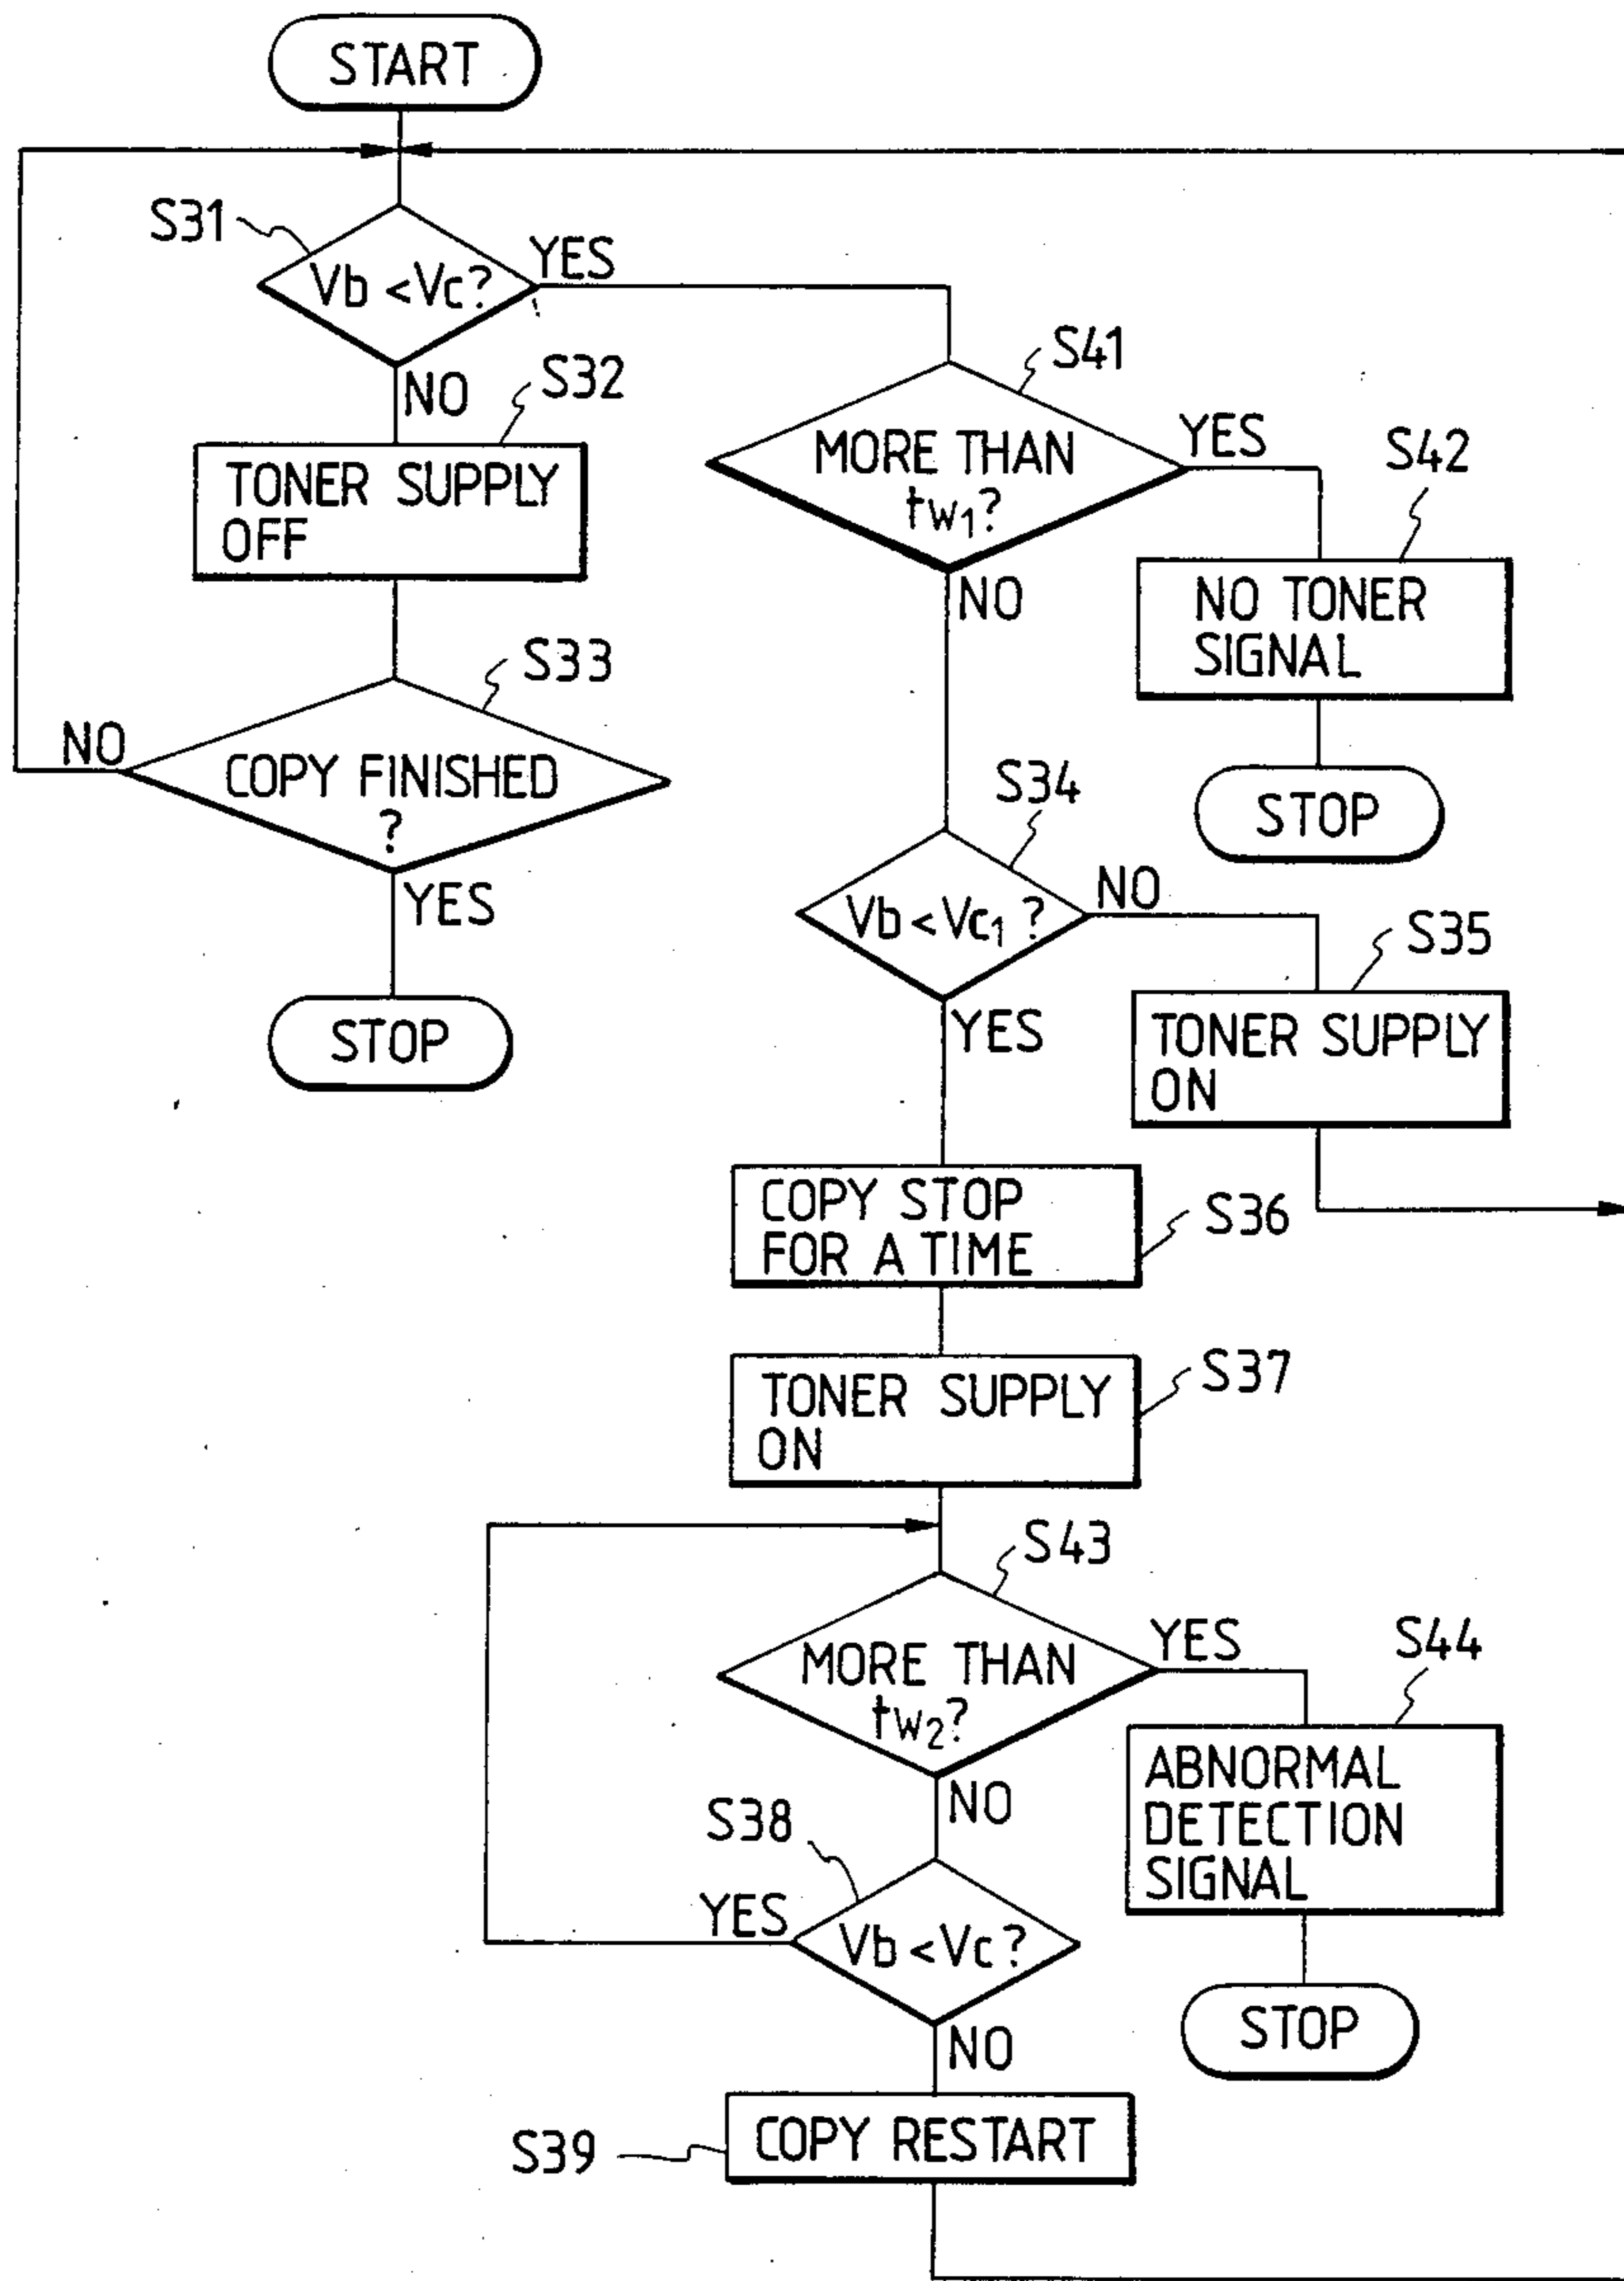 START
S31
Vb < Vc?
YES
NO
S32
TONER SUPPLY
OFF
S33
COPY FINISHED
?
NO
YES
STOP
S41
MORE THAN
tw1?
YES
NO
S42
NO TONER
SIGNAL
STOP
S34
Vb < Vc1 ?
NO
YES
S35
TONER SUPPLY
ON
COPY STOP
FOR A TIME
S36
TONER SUPPLY
ON
S37
S43
MORE THAN
tw2?
YES
NO
S44
ABNORMAL
DETECTION
SIGNAL
STOP
S38
YES
Vb < Vc?
NO
S39
COPY RESTART